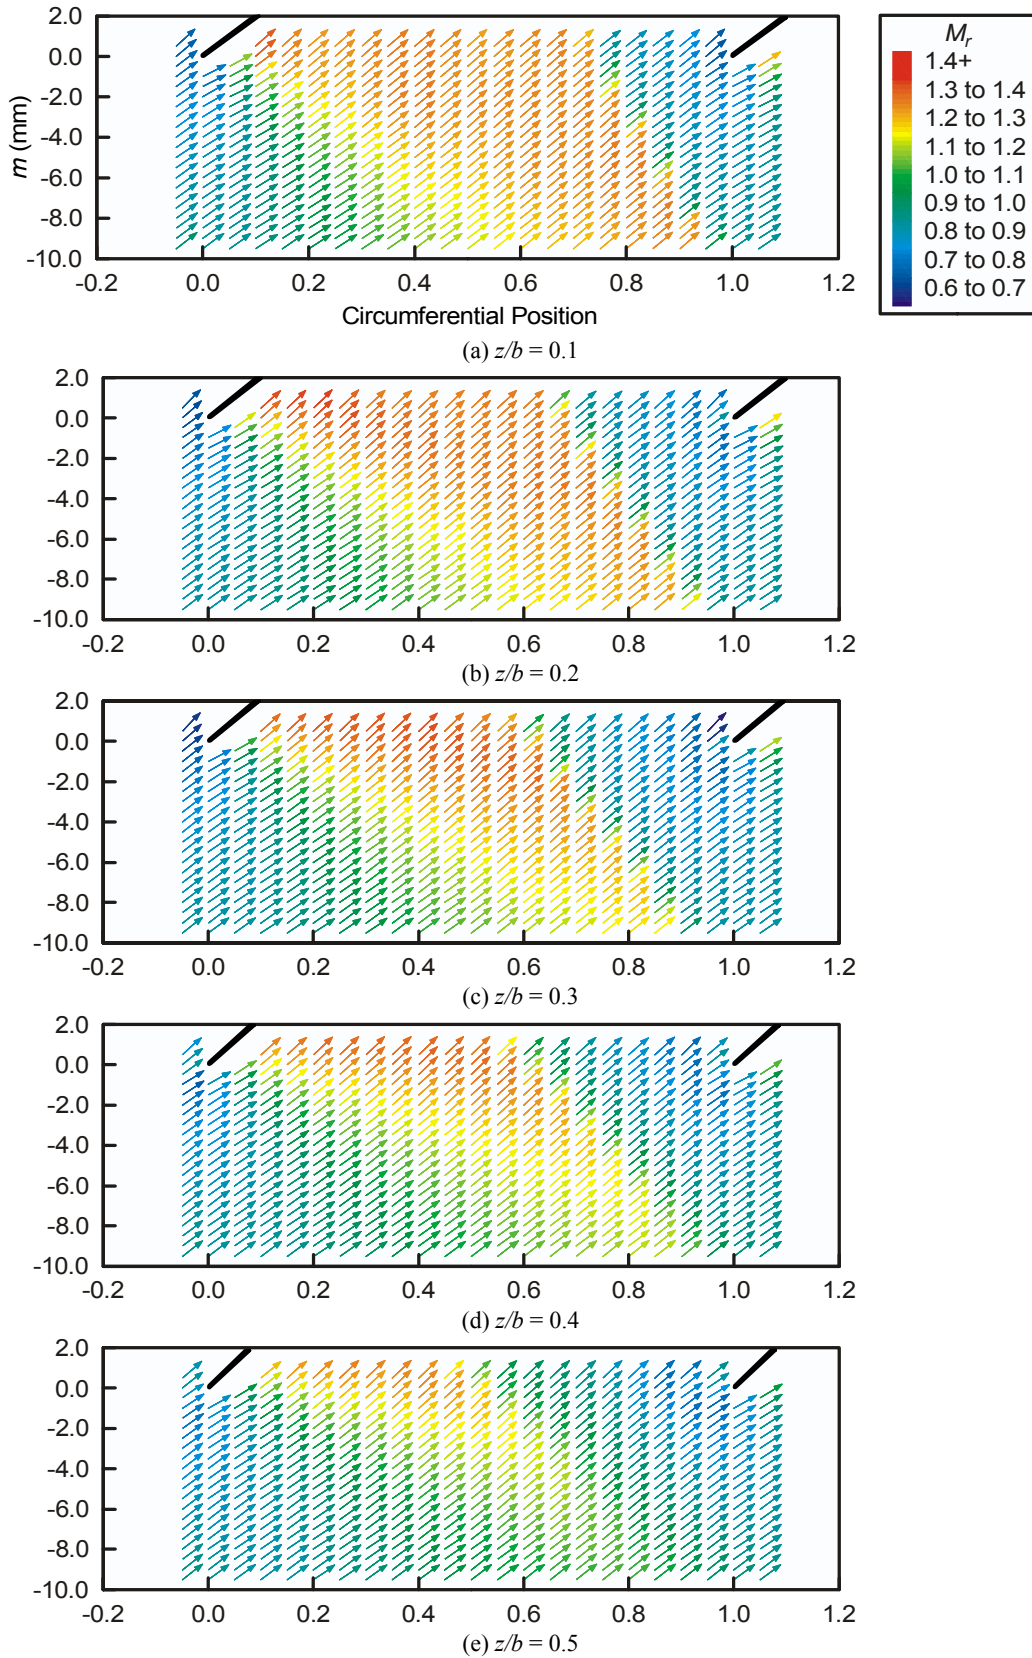 2.0
0.0
-2.0
-4.0
-6.0
-8.0
-10.0
m (mm)
-0.2 0.0 0.2 0.4 0.6 0.8 1.0 1.2
Circumferential Position
Mr
1.4+
1.3 to 1.4
1.2 to 1.3
1.1 to 1.2
1.0 to 1.1
0.9 to 1.0
0.8 to 0.9
0.7 to 0.8
0.6 to 0.7
(a) z/b = 0.1
2.0
0.0
-2.0
-4.0
-6.0
-8.0
-10.0
-0.2 0.0 0.2 0.4 0.6 0.8 1.0 1.2
(b) z/b = 0.2
2.0
0.0
-2.0
-4.0
-6.0
-8.0
-10.0
-0.2 0.0 0.2 0.4 0.6 0.8 1.0 1.2
(c) z/b = 0.3
2.0
0.0
-2.0
-4.0
-6.0
-8.0
-10.0
-0.2 0.0 0.2 0.4 0.6 0.8 1.0 1.2
(d) z/b = 0.4
2.0
0.0
-2.0
-4.0
-6.0
-8.0
-10.0
-0.2 0.0 0.2 0.4 0.6 0.8 1.0 1.2
(e) z/b = 0.5